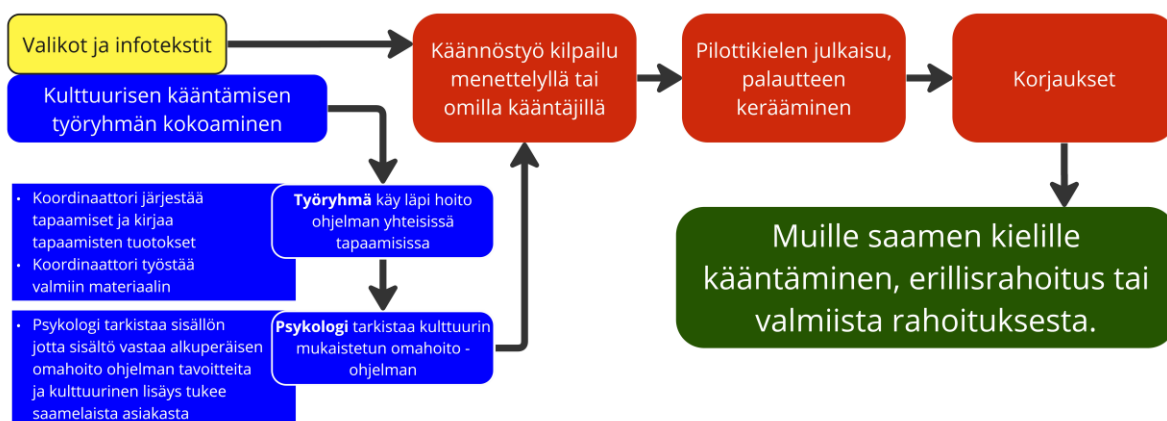 Valikot ja infotekstit
Kulttuurisen kääntämisen
työryhmän kokoaminen
• Koordinaattori järjestää
tapaamiset ja kirjaa
tapaamisten tuotokset
• Koordinaattori työstää
valmiin materiaalin
Työryhmä käy läpi hoito
ohjelman yhteisissä
tapaamisissa
• Psykologi tarkistaa sisällön
jotta sisältö vastaa alkuperäisen
omahoito ohjelman tavoitteita
ja kulttuurinen lisäys tukee
saamelaista asiakasta
Psykologi tarkistaa kulttuurin
mukaistetun omahoito -
ohjelman
Käännöstyö kilpailu
menettelyllä tai
omilla kääntäjillä
Pilottikielen julkaisu,
palautteen
kerääminen
Korjaukset
Muille saamen kielille
kääntäminen, erillisrahoitus tai
valmiista rahoituksesta.